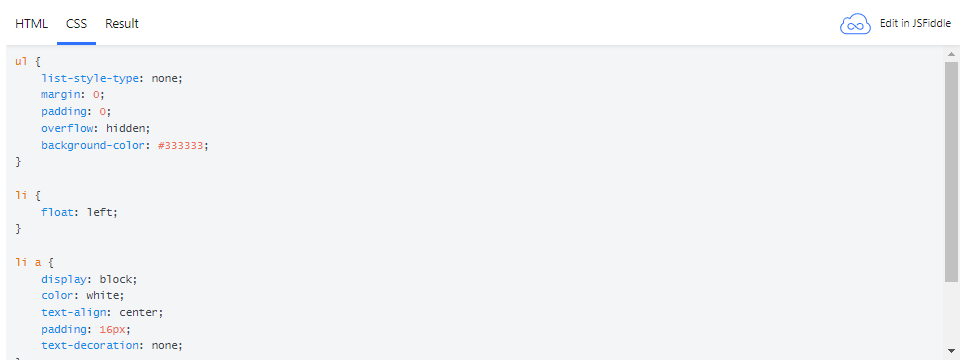 HTML CSS Result Edit in JSFiddle
ul {
    list-style-type: none;
    margin: 0;
    padding: 0;
    overflow: hidden;
    background-color: #333333;
}

li {
    float: left;
}

li a {
    display: block;
    color: white;
    text-align: center;
    padding: 16px;
    text-decoration: none;